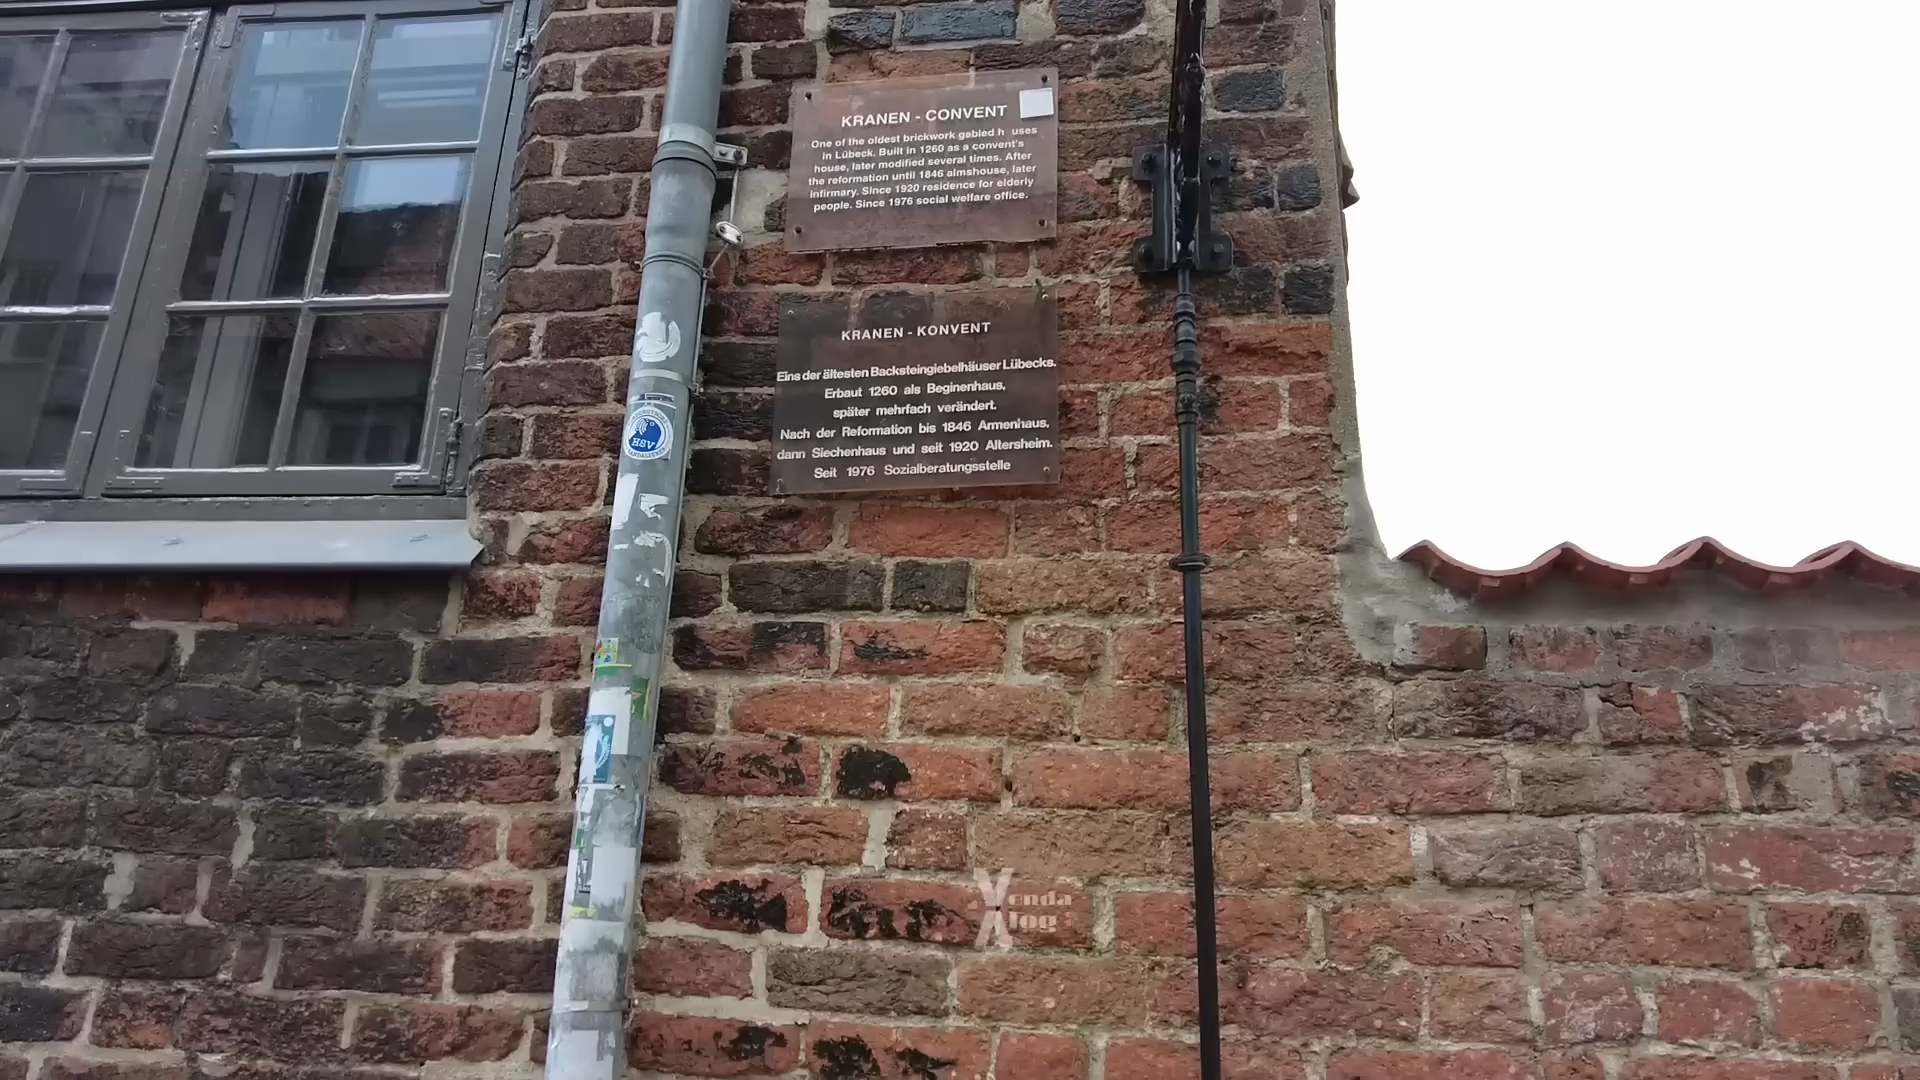 KRANEN - CONVENT
One of the oldest brickwork gabled h uses
in Lübeck. Built in 1260 as a convent's
house, later modified several times. After
the reformation until 1846 almshouse, later
infirmary. Since 1920 residence for elderly
people. Since 1976 social welfare office.
KRANEN - KONVENT
Eins der ältesten Backsteingiebelhäuser Lübecks.
Erbaut 1260 als Beginenhaus,
später mehrfach verändert.
Nach der Reformation bis 1846 Armenhaus,
dann Siechenhaus und seit 1920 Altersheim.
Seit 1976 Sozialberatungsstelle
HSV
Yenda
Alog